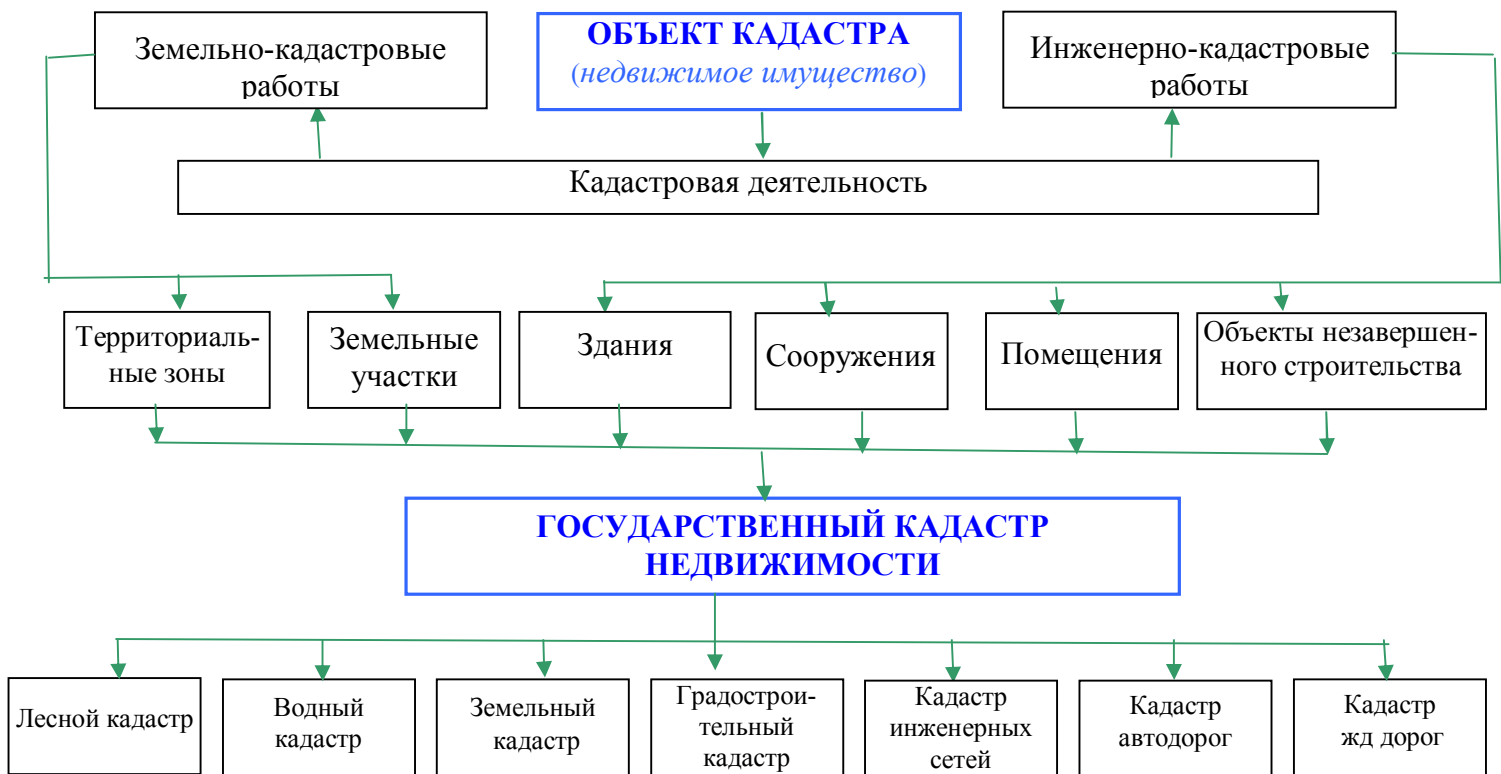 Земельно-кадастровые
работы
ОБЪЕКТ КАДАСТРА
(недвижимое имущество)
Инженерно-кадастровые
работы
Кадастровая деятельность
Территориаль-
ные зоны
Земельные
участки
Здания
Сооружения
Помещения
Объекты незавершен-
ного строительства
ГОСУДАРСТВЕННЫЙ КАДАСТР
НЕДВИЖИМОСТИ
Лесной кадастр
Водный
кадастр
Земельный
кадастр
Градострои-
тельный
кадастр
Кадастр
инженерных
сетей
Кадастр
автодорог
Кадастр
жд дорог